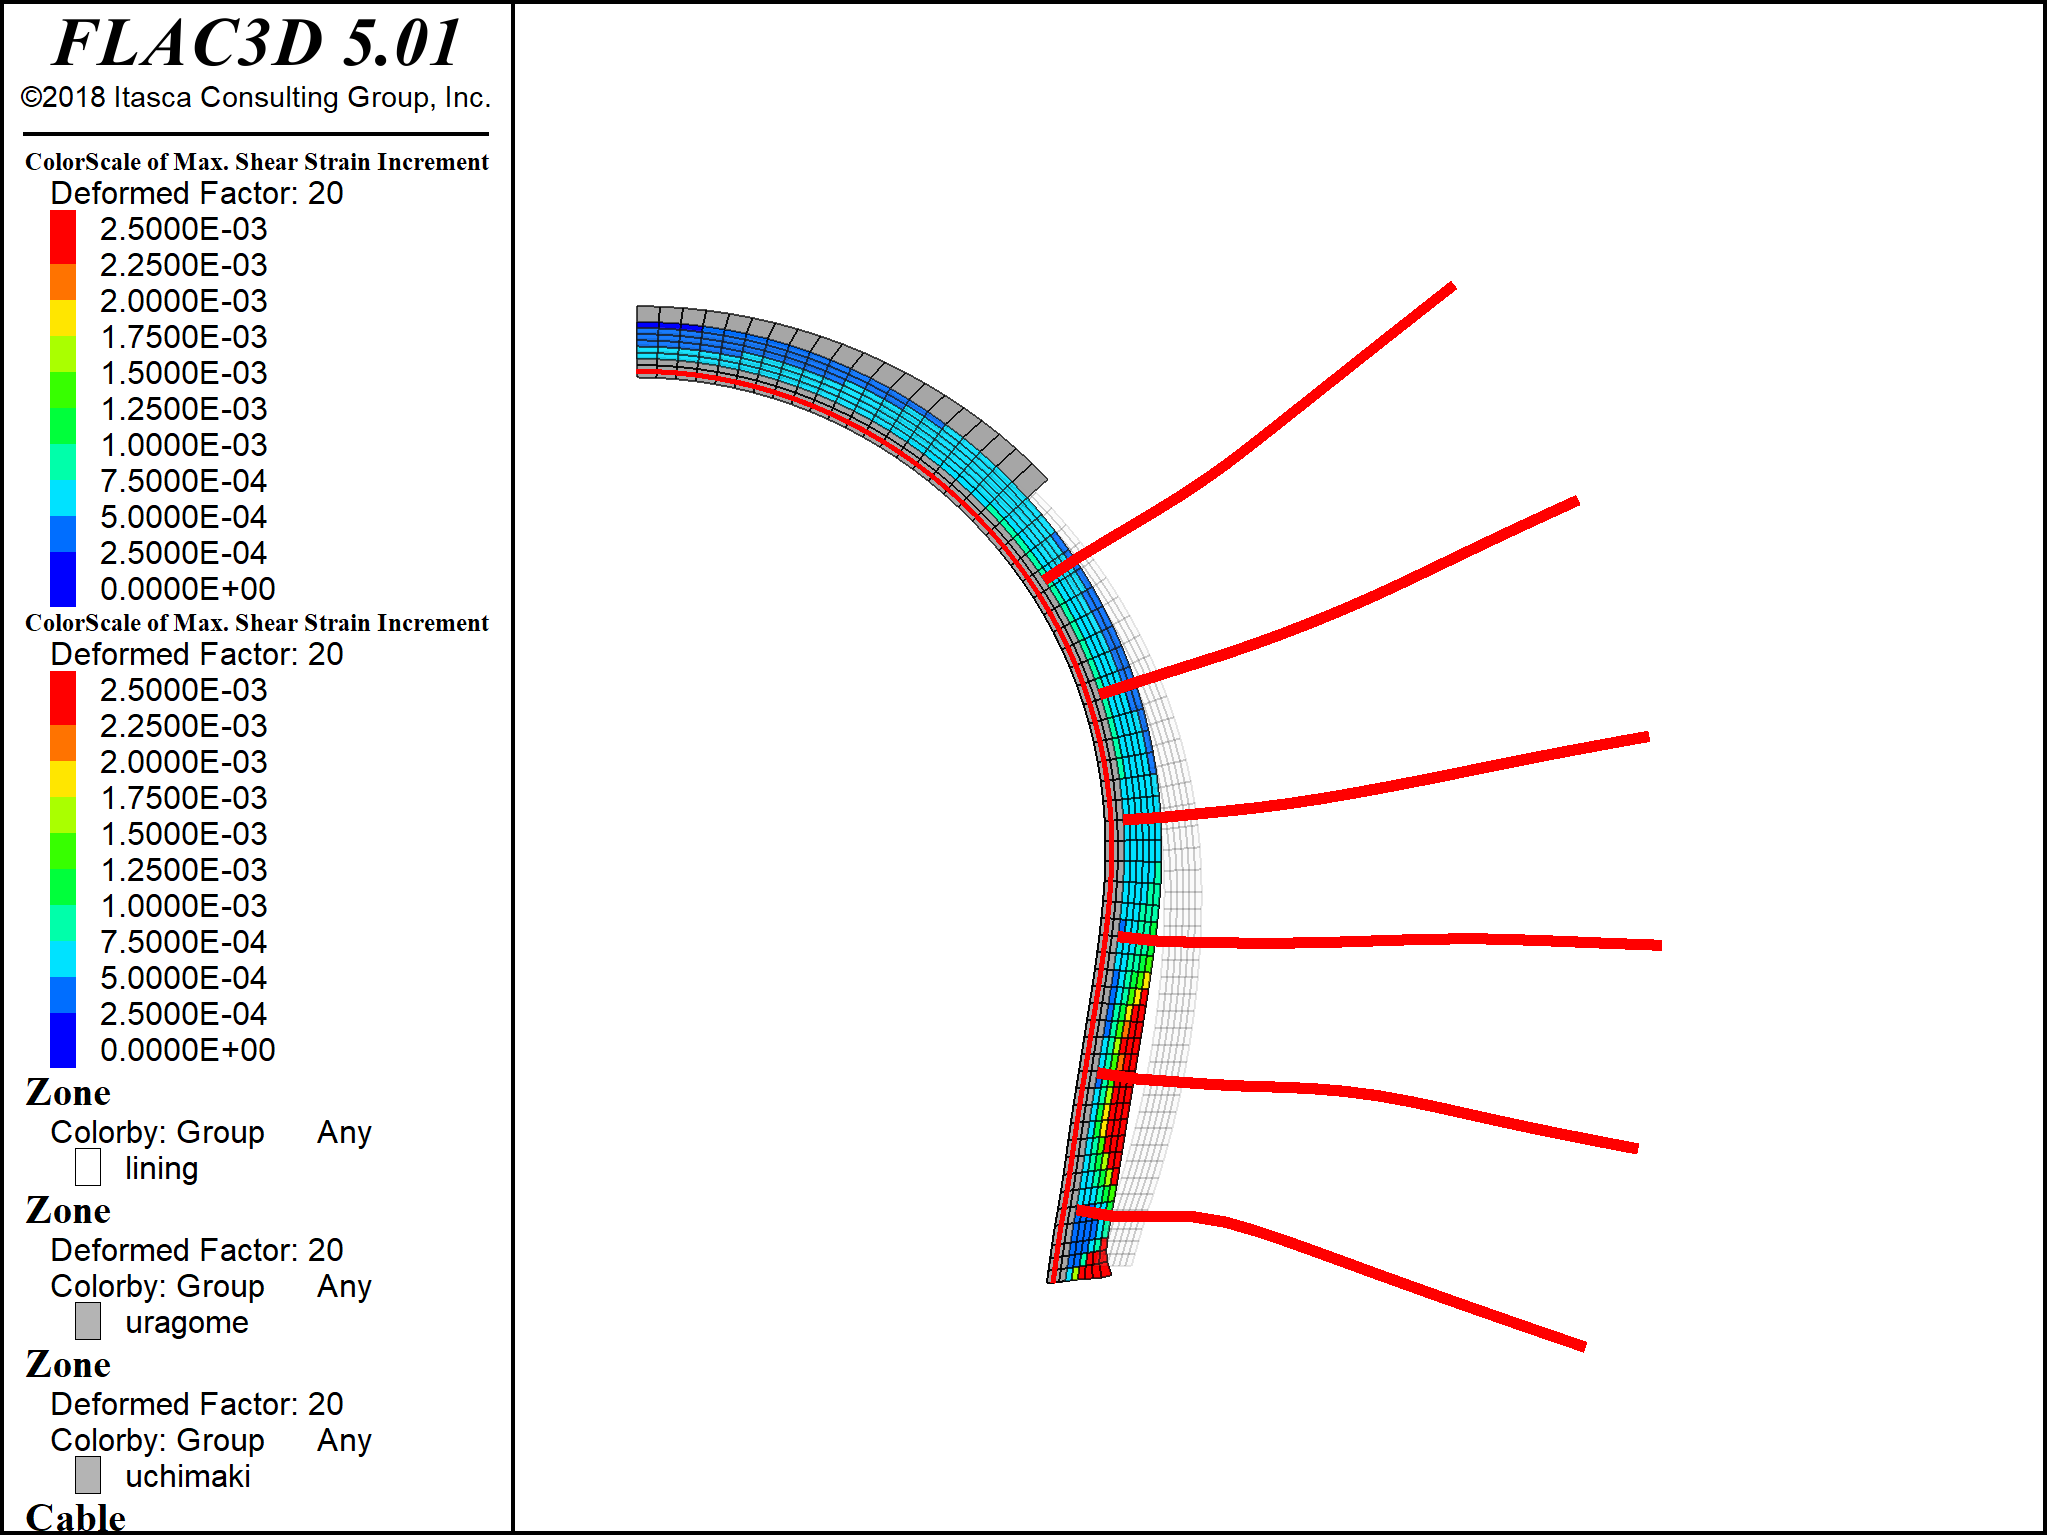 FLAC3D 5.01
©2018 Itasca Consulting Group, Inc.
ColorScale of Max. Shear Strain Increment
Deformed Factor: 20
2.5000E-03
2.2500E-03
2.0000E-03
1.7500E-03
1.5000E-03
1.2500E-03
1.0000E-03
7.5000E-04
5.0000E-04
2.5000E-04
0.0000E+00
ColorScale of Max. Shear Strain Increment
Deformed Factor: 20
2.5000E-03
2.2500E-03
2.0000E-03
1.7500E-03
1.5000E-03
1.2500E-03
1.0000E-03
7.5000E-04
5.0000E-04
2.5000E-04
0.0000E+00
Zone
Colorby: Group Any
lining
Zone
Deformed Factor: 20
Colorby: Group Any
uragome
Zone
Deformed Factor: 20
Colorby: Group Any
uchimaki
Cable